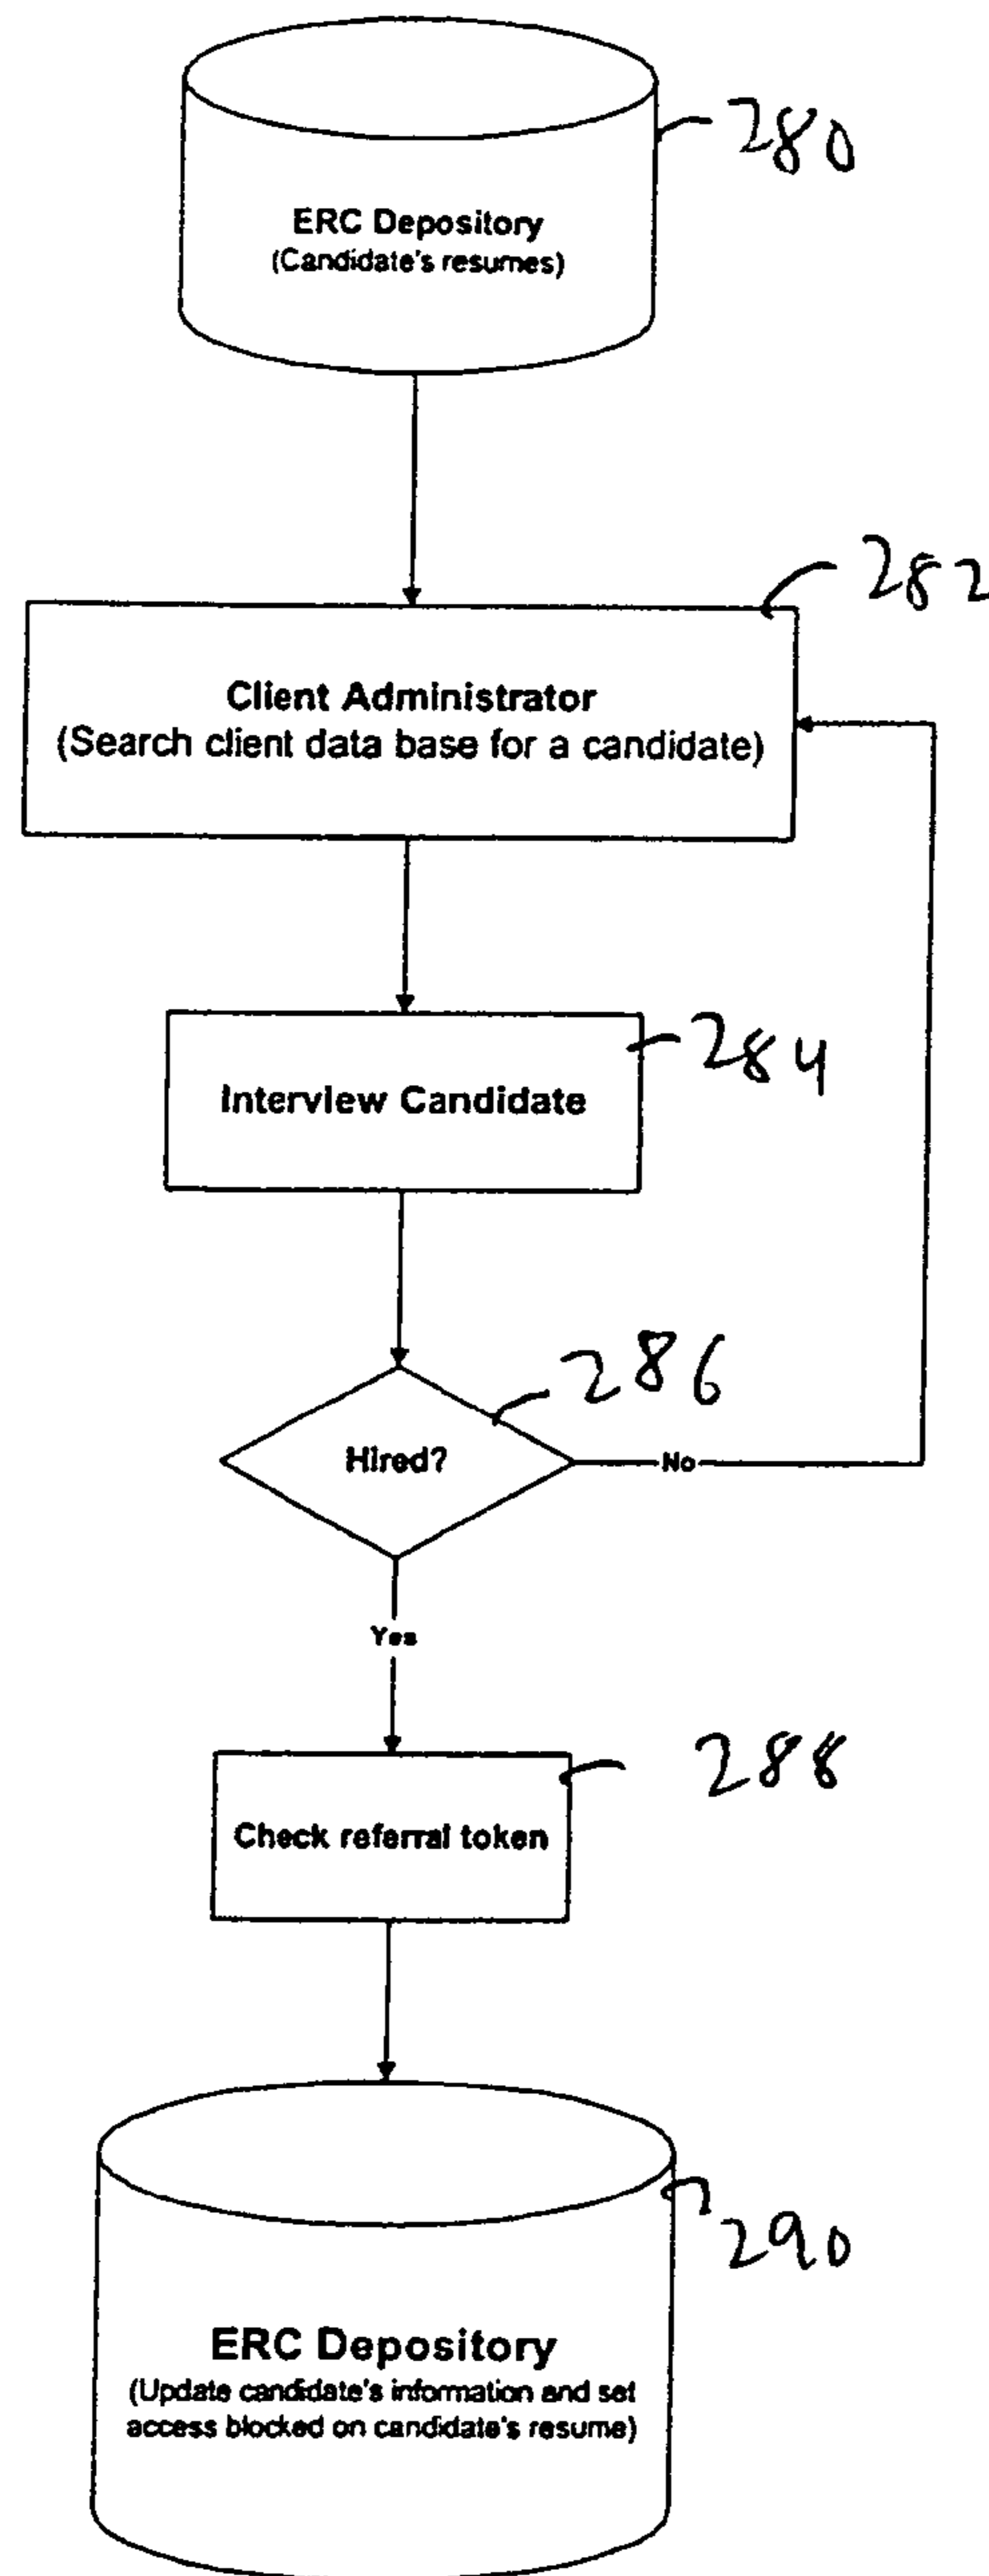 280
ERC Depository
(Candidate's resumes)
282
Client Administrator
(Search client data base for a candidate)
284
Interview Candidate
286
Hired?
No
Yes
288
Check referral token
290
ERC Depository
(Update candidate's information and set
access blocked on candidate's resume)